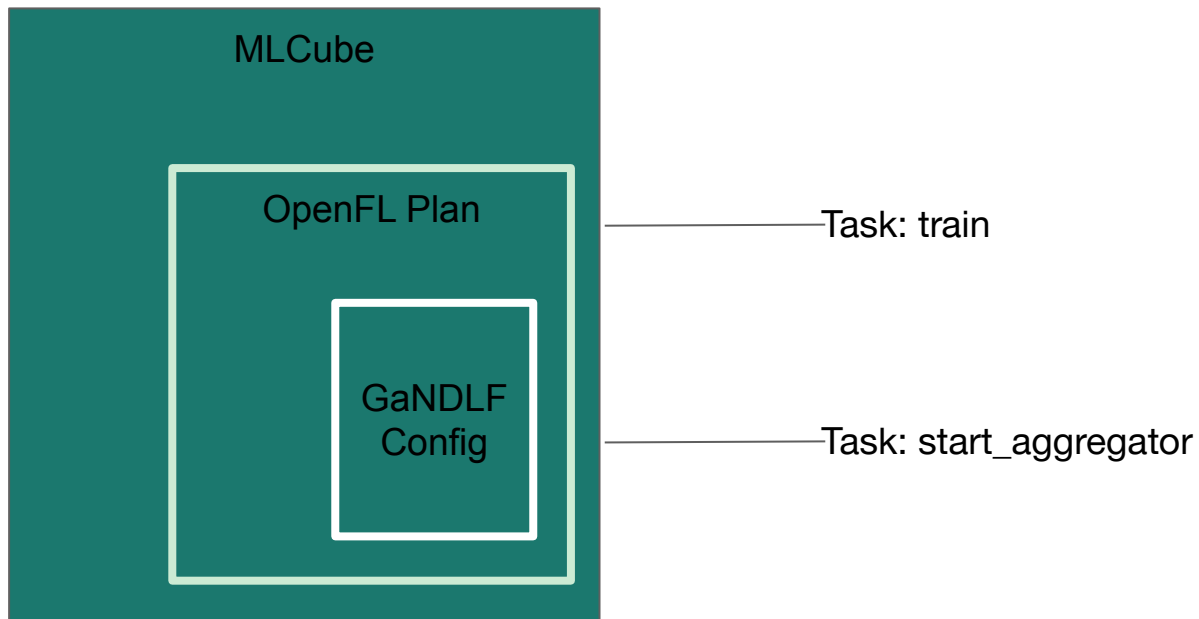 MLCube
OpenFL Plan
Task: train
GaNDLF
Config
Task: start_aggregator